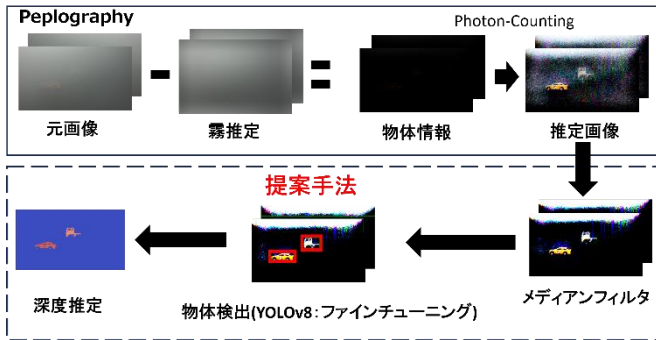 Peplography
Photon-Counting
元画像
霧推定
物体情報
推定画像
提案手法
深度推定
物体検出(YOLOv8：ファインチューニング)
メディアンフィルタ